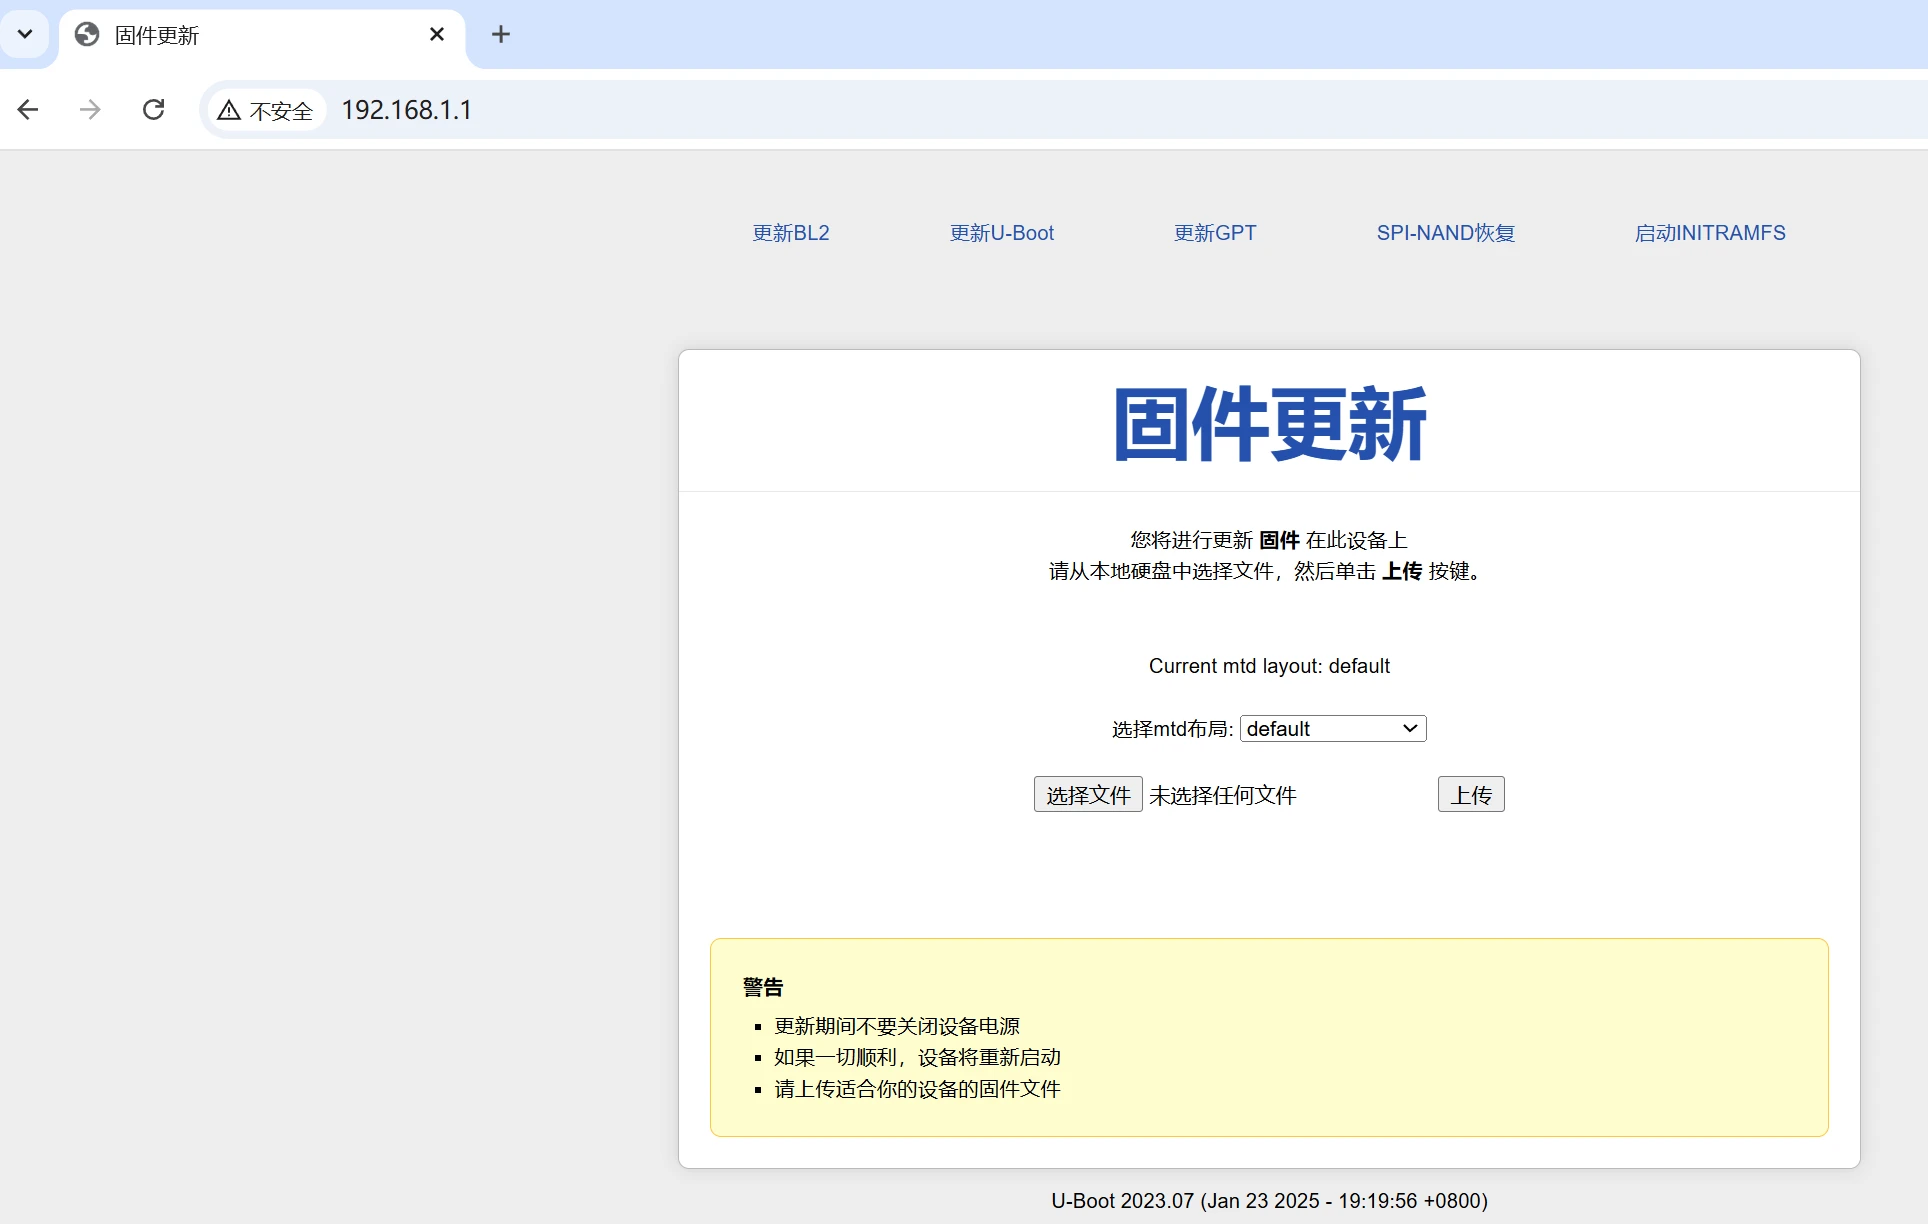 固件更新
不安全 192.168.1.1
更新BL2 更新U-Boot 更新GPT SPI-NAND恢复 启动INITRAMFS
固件更新
您将进行更新 固件 在此设备上
请从本地硬盘中选择文件，然后单击 上传 按键。
Current mtd layout: default
选择mtd布局: default
选择文件 未选择任何文件 上传
警告
▪ 更新期间不要关闭设备电源
▪ 如果一切顺利，设备将重新启动
▪ 请上传适合你的设备的固件文件
U-Boot 2023.07 (Jan 23 2025 - 19:19:56 +0800)